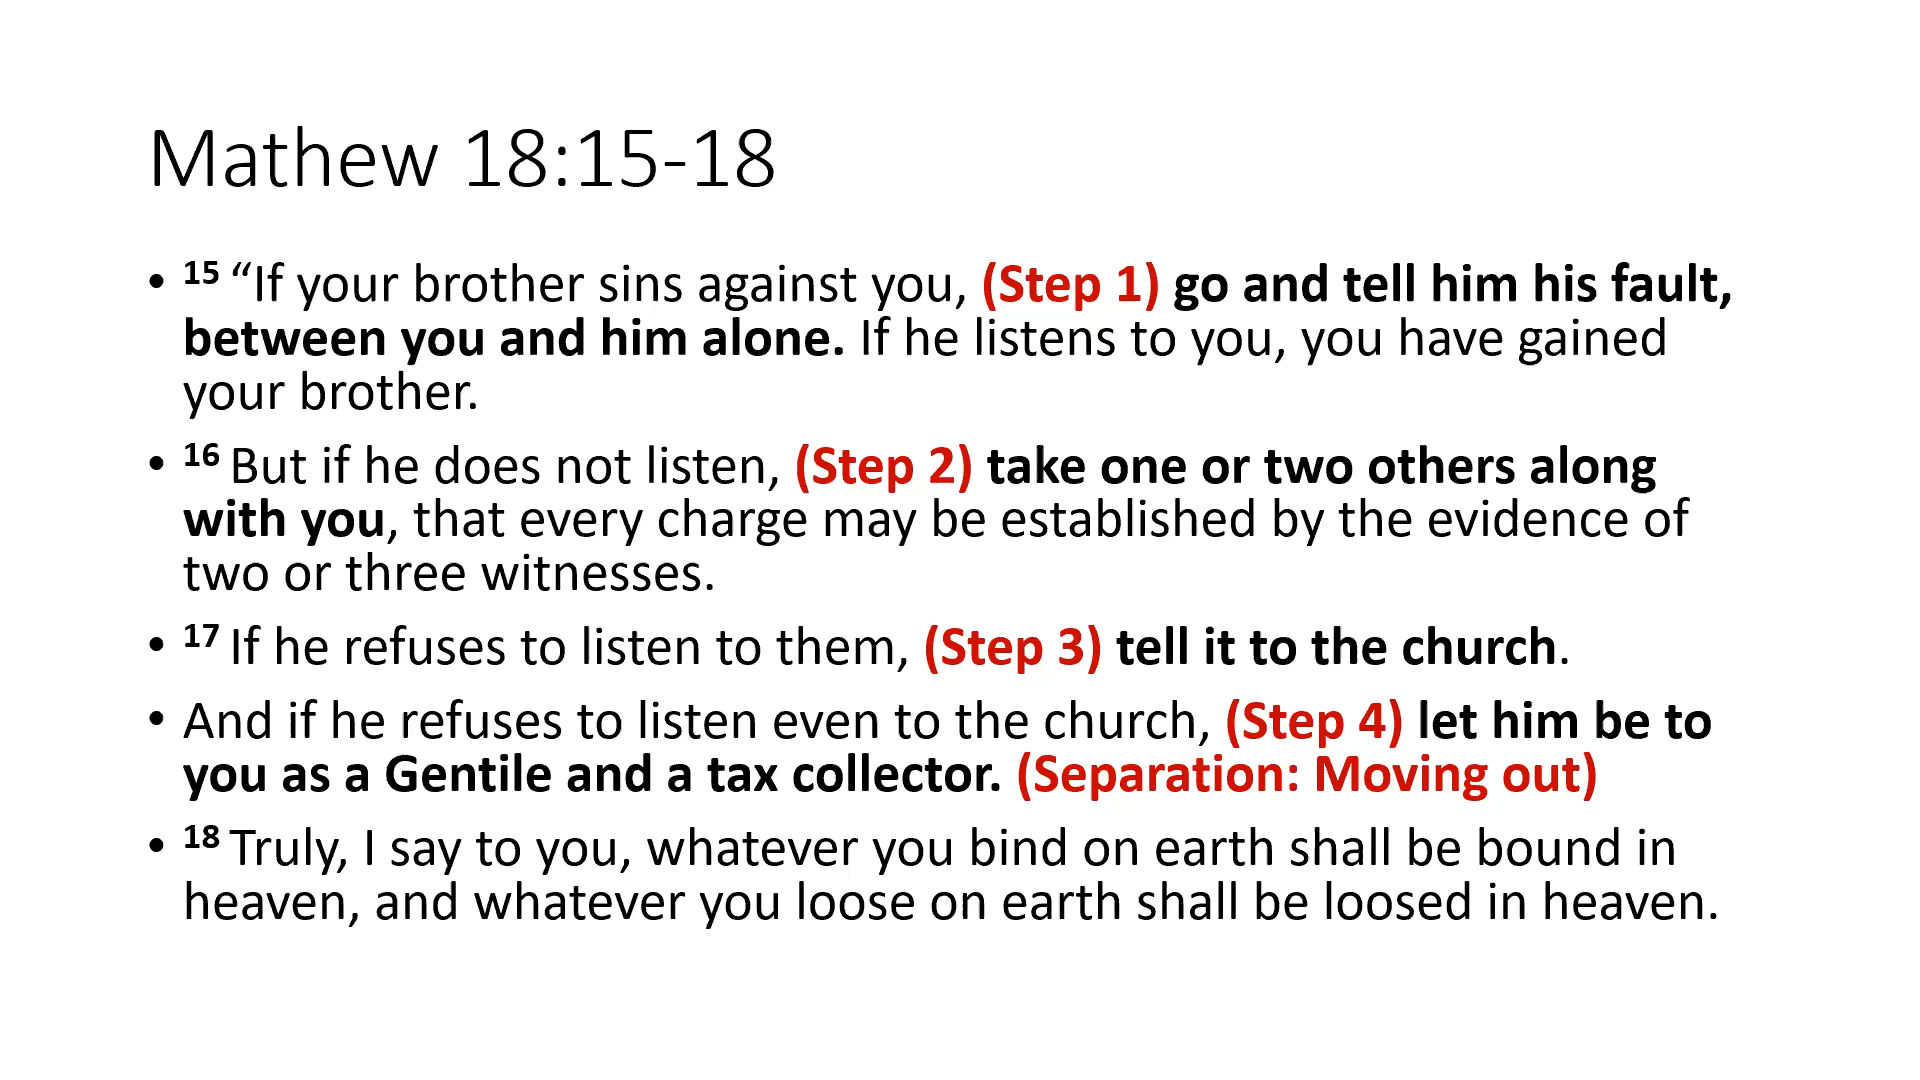 Mathew 18:15-18
• 15 “If your brother sins against you, (Step 1) go and tell him his fault,
between you and him alone. If he listens to you, you have gained
your brother.
• 16 But if he does not listen, (Step 2) take one or two others along
with you, that every charge may be established by the evidence of
two or three witnesses.
• 17 If he refuses to listen to them, (Step 3) tell it to the church.
• And if he refuses to listen even to the church, (Step 4) let him be to
you as a Gentile and a tax collector. (Separation: Moving out)
• 18 Truly, I say to you, whatever you bind on earth shall be bound in
heaven, and whatever you loose on earth shall be loosed in heaven.